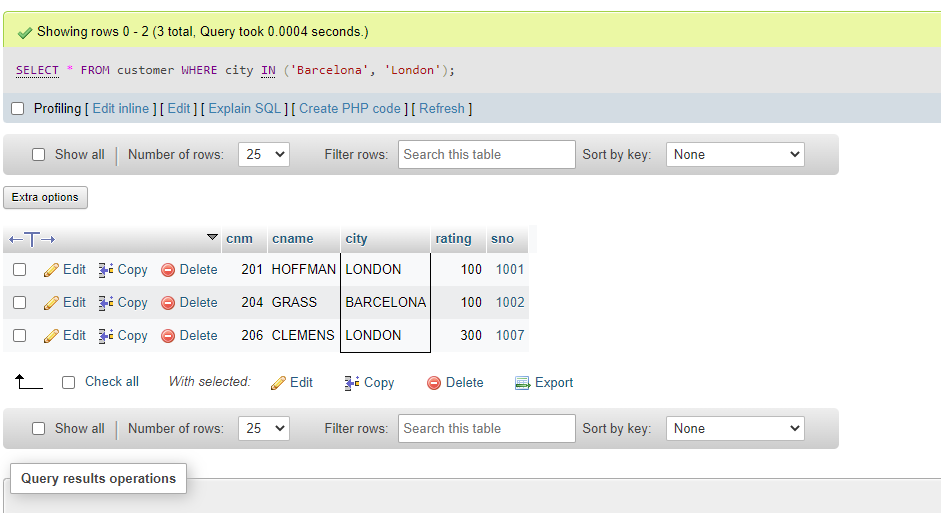 Showing rows 0 - 2 (3 total, Query took 0.0004 seconds.)
SELECT * FROM customer WHERE city IN ('Barcelona', 'London');
Profiling [ Edit inline ] [ Edit ] [ Explain SQL ] [ Create PHP code ] [ Refresh ]
Show all Number of rows: 25 Filter rows: Search this table Sort by key: None
Extra options
←T→ cnm cname city rating sno
Edit Copy Delete 201 HOFFMAN LONDON 100 1001
Edit Copy Delete 204 GRASS BARCELONA 100 1002
Edit Copy Delete 206 CLEMENS LONDON 300 1007
Check all With selected: Edit Copy Delete Export
Show all Number of rows: 25 Filter rows: Search this table Sort by key: None
Query results operations